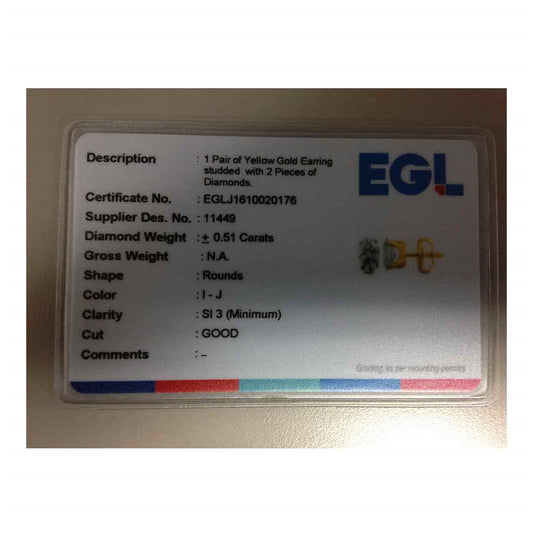 Description : 1 Pair of Yellow Gold Earring
studded with 2 Pieces of
Diamonds.
EGL
Certificate No. : EGLJ1610020176
Supplier Des. No. : 11449
Diamond Weight : ± 0.51 Carats
Gross Weight : N.A.
Shape : Rounds
Color : I - J
Clarity : SI 3 (Minimum)
Cut : GOOD
Comments : –
Grading as per mounting permits